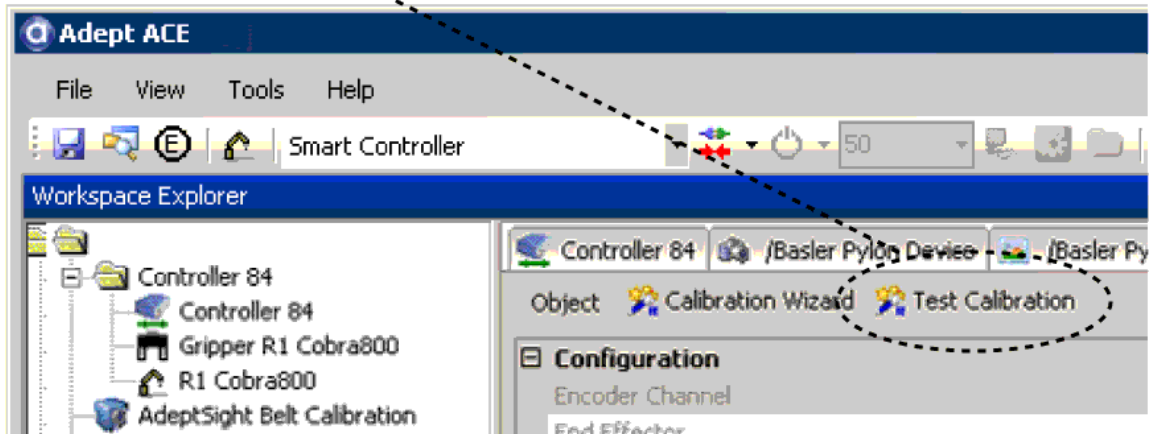 Adept ACE
File View Tools Help
E Smart Controller 50
Workspace Explorer
Controller 84 /Basler Pylon Device /Basler Py
Controller 84
Object Calibration Wizard Test Calibration
Controller 84
Gripper R1 Cobra800
Configuration
R1 Cobra800
Encoder Channel
AdeptSight Belt Calibration
End Effector